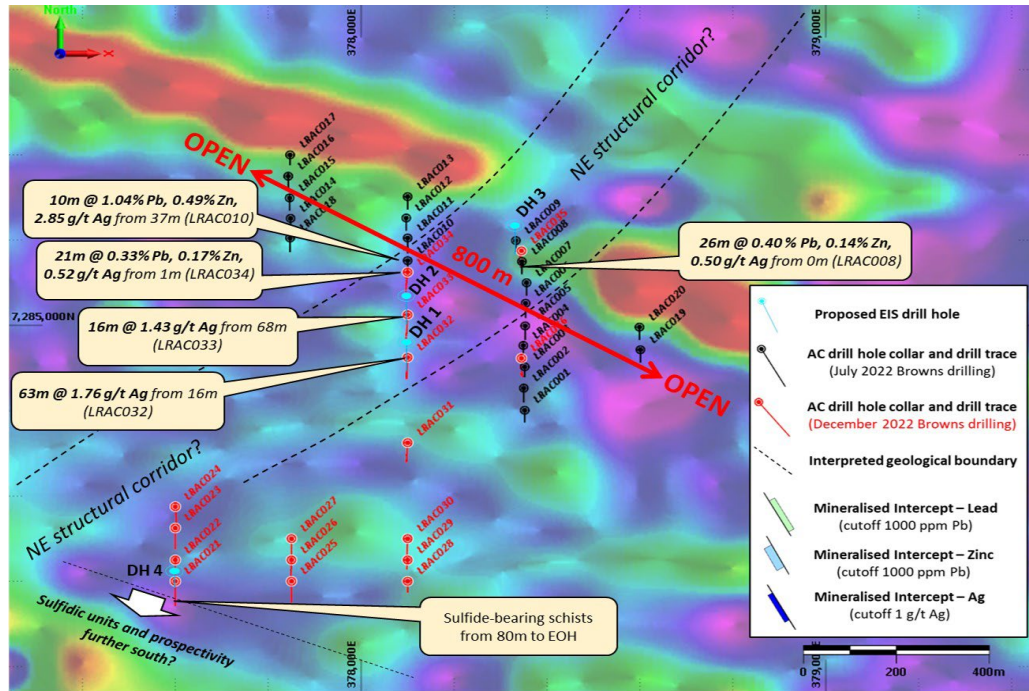 North
X
378,000E
379,000E
NE structural corridor?
LRAC017
LRAC016
LRAC015
LRAC014
LRAC018
OPEN
LRAC013
LRAC012
LRAC011
LRAC010
LRAC034
DH 3
LRAC009
LRAC035
LRAC008
LRAC007
LRAC005
LRAC004
LRAC002
LRAC001
10m @ 1.04% Pb, 0.49% Zn,
2.85 g/t Ag from 37m (LRAC010)
21m @ 0.33% Pb, 0.17% Zn,
0.52 g/t Ag from 1m (LRAC034)
26m @ 0.40 % Pb, 0.14% Zn,
0.50 g/t Ag from 0m (LRAC008)
800 m
DH 2
LRAC033
DH 1
LRAC032
LRAC020
LRAC019
7,285,000N
16m @ 1.43 g/t Ag from 68m
(LRAC033)
63m @ 1.76 g/t Ag from 16m
(LRAC032)
OPEN
LRAC031
NE structural corridor?
LRAC024
LRAC023
LRAC022
LRAC021
DH 4
LRAC027
LRAC026
LRAC025
LRAC030
LRAC029
LRAC028
Sulfidic units and prospectivity
further south?
Sulfide-bearing schists
from 80m to EOH
Proposed EIS drill hole
AC drill hole collar and drill trace
(July 2022 Browns drilling)
AC drill hole collar and drill trace
(December 2022 Browns drilling)
Interpreted geological boundary
Mineralised Intercept – Lead
(cutoff 1000 ppm Pb)
Mineralised Intercept – Zinc
(cutoff 1000 ppm Pb)
Mineralised Intercept – Ag
(cutoff 1 g/t Ag)
0 200 400m
378,000E
379,000E